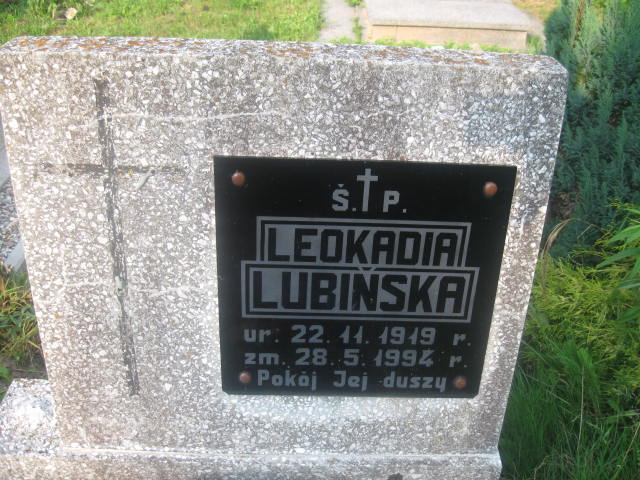 Ś. P.
LEOKADIA
LUBIŃSKA
ur. 22. 11. 1919 r.
zm. 28. 5. 1994 r.
Pokój Jej duszy